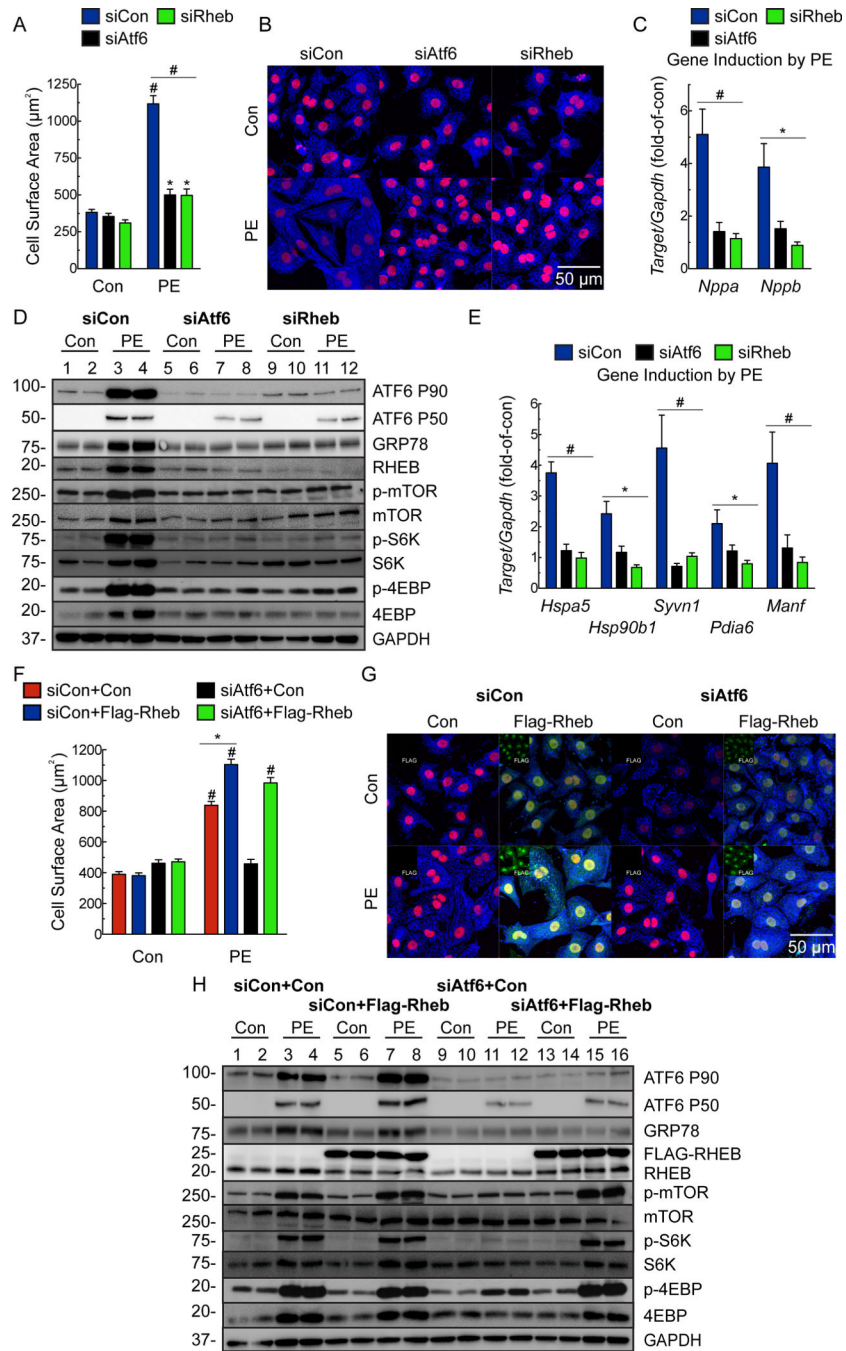 A
siCon siRheb
siAtf6
Cell Surface Area (µm²)
1250
1000
750
500
250
0
#
#
* *
Con PE
B
siCon siAtf6 siRheb
Con
PE
50 µm
C
siCon siRheb
siAtf6
Gene Induction by PE
Target/Gapdh (fold-of-con)
6
4
2
0
#
*
Nppa Nppb
D
siCon siAtf6 siRheb
Con PE Con PE Con PE
1 2 3 4 5 6 7 8 9 10 11 12
100- ATF6 P90
50- ATF6 P50
75- GRP78
20- RHEB
250- p-mTOR
250- mTOR
75- p-S6K
75- S6K
20- p-4EBP
20- 4EBP
37- GAPDH
E
siCon siAtf6 siRheb
Gene Induction by PE
Target/Gapdh (fold-of-con)
6
5
4
3
2
1
0
#
*
#
*
#
Hspa5 Syvn1 Manf
Hsp90b1 Pdia6
F
siCon+Con siAtf6+Con
siCon+Flag-Rheb siAtf6+Flag-Rheb
Cell Surface Area (µm²)
1200
1000
800
600
400
200
0
*
# # #
Con PE
G
siCon siAtf6
Con Flag-Rheb Con Flag-Rheb
Con
FLAG FLAG FLAG FLAG
PE
FLAG FLAG FLAG FLAG
50 µm
H
siCon+Con siAtf6+Con
siCon+Flag-Rheb siAtf6+Flag-Rheb
Con PE Con PE Con PE Con PE
1 2 3 4 5 6 7 8 9 10 11 12 13 14 15 16
100- ATF6 P90
50- ATF6 P50
75- GRP78
25- FLAG-RHEB
20- RHEB
250- p-mTOR
250- mTOR
75- p-S6K
75- S6K
20- p-4EBP
20- 4EBP
37- GAPDH